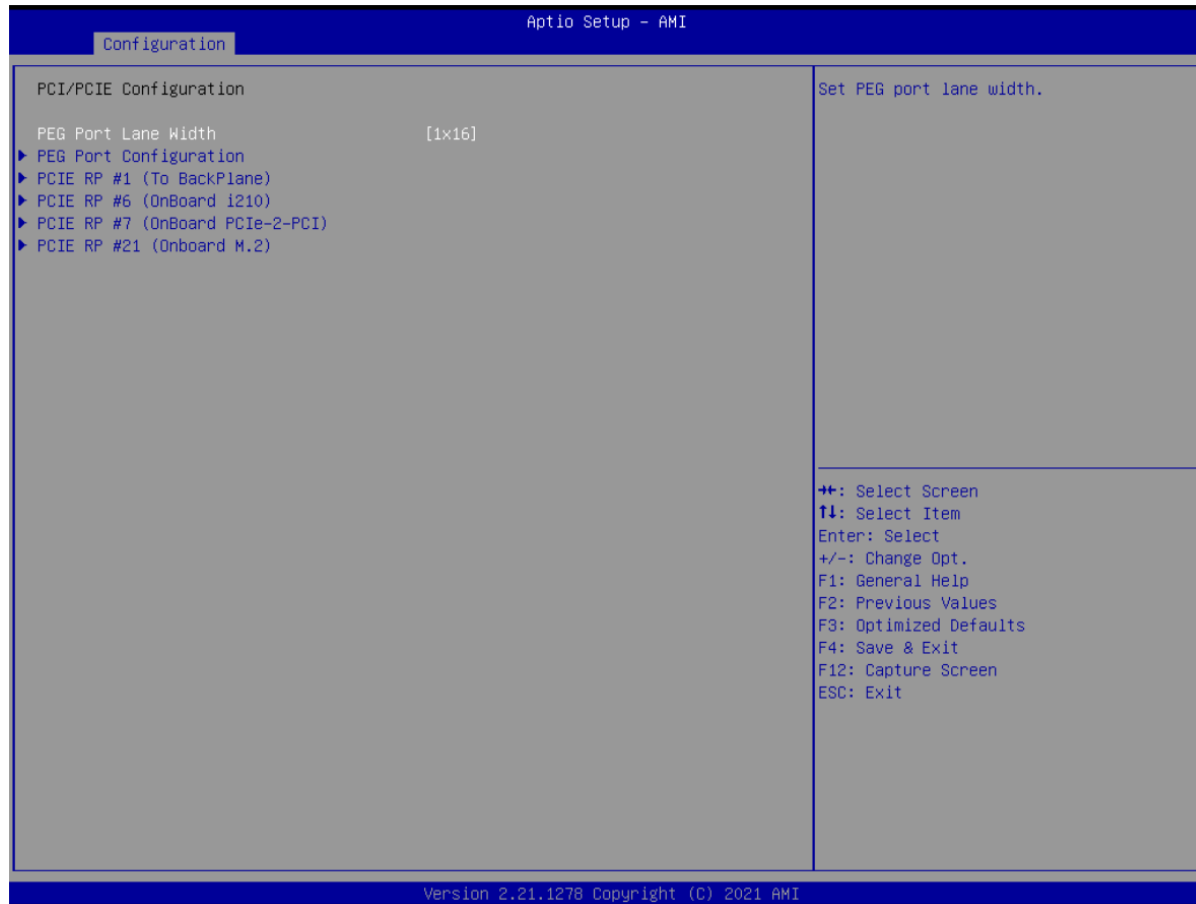 Aptio Setup – AMI
Configuration
PCI/PCIE Configuration
PEG Port Lane Width [1x16]
▶ PEG Port Configuration
▶ PCIE RP #1 (To BackPlane)
▶ PCIE RP #6 (OnBoard i210)
▶ PCIE RP #7 (OnBoard PCIe-2-PCI)
▶ PCIE RP #21 (Onboard M.2)
Set PEG port lane width.
→←: Select Screen
↑↓: Select Item
Enter: Select
+/-: Change Opt.
F1: General Help
F2: Previous Values
F3: Optimized Defaults
F4: Save & Exit
F12: Capture Screen
ESC: Exit
Version 2.21.1278 Copyright (C) 2021 AMI